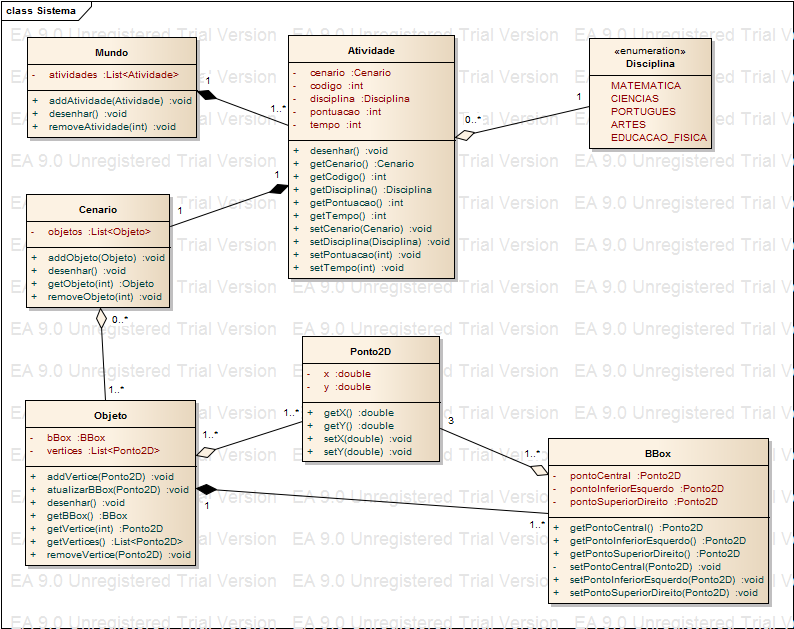 class Sistema
EA 9.0 Unregistered Trial Version
Mundo
- atividades :List<Atividade>
+ addAtividade(Atividade) :void
+ desenhar() :void
+ removeAtividade(int) :void
1
1..*
Atividade
- cenario :Cenario
- codigo :int
- disciplina :Disciplina
- pontuacao :int
- tempo :int
+ desenhar() :void
+ getCenario() :Cenario
+ getCodigo() :int
+ getDisciplina() :Disciplina
+ getPontuacao() :int
+ getTempo() :int
+ setCenario(Cenario) :void
+ setDisciplina(Disciplina) :void
+ setPontuacao(int) :void
+ setTempo(int) :void
0..*
1
«enumeration»
Disciplina
MATEMATICA
CIENCIAS
PORTUGUES
ARTES
EDUCACAO_FISICA
1
1
Cenario
- objetos :List<Objeto>
+ addObjeto(Objeto) :void
+ desenhar() :void
+ getObjeto(int) :Objeto
+ removeObjeto(int) :void
0..*
1..*
Objeto
- bBox :BBox
- vertices :List<Ponto2D>
+ addVertice(Ponto2D) :void
+ atualizarBBox(Ponto2D) :void
+ desenhar() :void
+ getBBox() :BBox
+ getVertice(int) :Ponto2D
+ getVertices() :List<Ponto2D>
+ removeVertice(Ponto2D) :void
1..*
1..*
Ponto2D
- x :double
- y :double
+ getX() :double
+ getY() :double
+ setX(double) :void
+ setY(double) :void
3
1..*
1
1..*
BBox
- pontoCentral :Ponto2D
- pontoInferiorEsquerdo :Ponto2D
- pontoSuperiorDireito :Ponto2D
+ getPontoCentral() :Ponto2D
+ getPontoInferiorEsquerdo() :Ponto2D
+ getPontoSuperiorDireito() :Ponto2D
- setPontoCentral(Ponto2D) :void
+ setPontoInferiorEsquerdo(Ponto2D) :void
+ setPontoSuperiorDireito(Ponto2D) :void